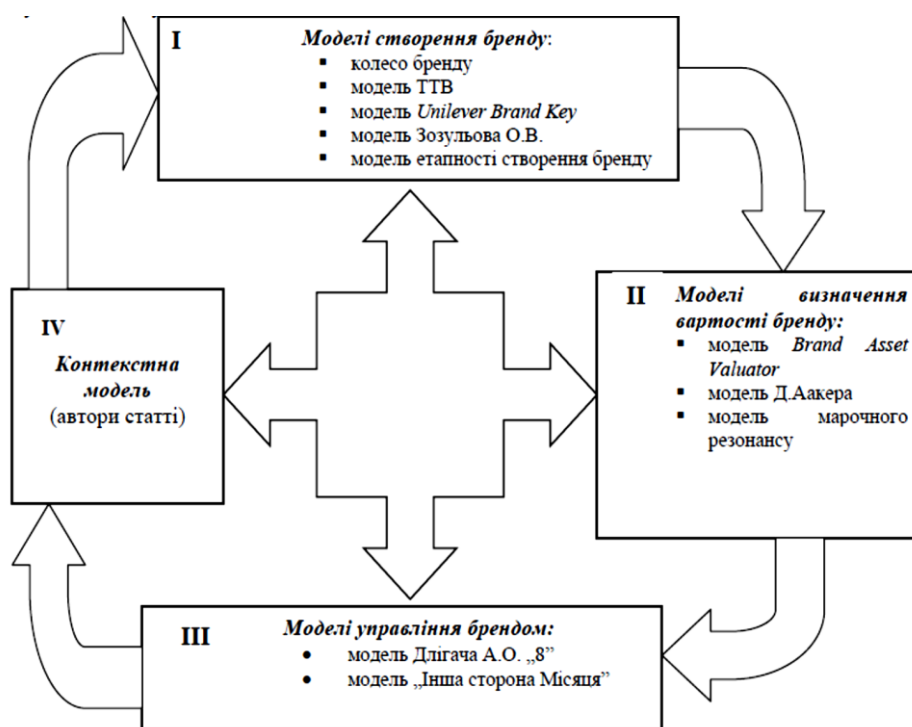 I
Моделі створення бренду:
▪ колесо бренду
▪ модель ТТВ
▪ модель Unilever Brand Key
▪ модель Зозульова О.В.
▪ модель етапності створення бренду
II Моделі визначення
вартості бренду:
▪ модель Brand Asset
Valuator
▪ модель Д.Аакера
▪ модель марочного
резонансу
IV
Контекстна
модель
(автори статті)
III Моделі управління брендом:
• модель Длігача А.О. „8”
• модель „Інша сторона Місяця”